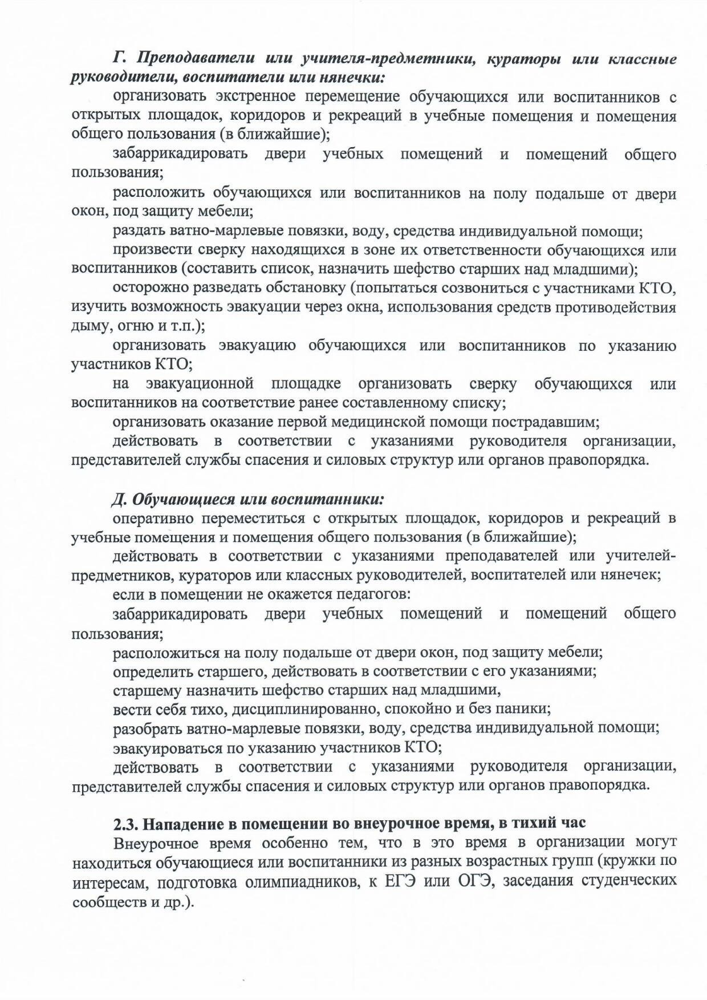 Г. Преподаватели или учителя-предметники, кураторы или классные
руководители, воспитатели или нянечки:
организовать экстренное перемещение обучающихся или воспитанников с
открытых площадок, коридоров и рекреаций в учебные помещения и помещения
общего пользования (в ближайшие);
забаррикадировать двери учебных помещений и помещений общего
пользования;
расположить обучающихся или воспитанников на полу подальше от двери
окон, под защиту мебели;
раздать ватно-марлевые повязки, воду, средства индивидуальной помощи;
произвести сверку находящихся в зоне их ответственности обучающихся или
воспитанников (составить список, назначить шефство старших над младшими);
осторожно разведать обстановку (попытаться созвониться с участниками КТО,
изучить возможность эвакуации через окна, использования средств противодействия
дыму, огню и т.п.);
организовать эвакуацию обучающихся или воспитанников по указанию
участников КТО;
на эвакуационной площадке организовать сверку обучающихся или
воспитанников на соответствие ранее составленному списку;
организовать оказание первой медицинской помощи пострадавшим;
действовать в соответствии с указаниями руководителя организации,
представителей службы спасения и силовых структур или органов правопорядка.
Д. Обучающиеся или воспитанники:
оперативно переместиться с открытых площадок, коридоров и рекреаций в
учебные помещения и помещения общего пользования (в ближайшие);
действовать в соответствии с указаниями преподавателей или учителей-
предметников, кураторов или классных руководителей, воспитателей или нянечек;
если в помещении не окажется педагогов:
забаррикадировать двери учебных помещений и помещений общего
пользования;
расположиться на полу подальше от двери окон, под защиту мебели;
определить старшего, действовать в соответствии с его указаниями;
старшему назначить шефство старших над младшими,
вести себя тихо, дисциплинированно, спокойно и без паники;
разобрать ватно-марлевые повязки, воду, средства индивидуальной помощи;
эвакуироваться по указанию участников КТО;
действовать в соответствии с указаниями руководителя организации,
представителей службы спасения и силовых структур или органов правопорядка.
2.3. Нападение в помещении во внеурочное время, в тихий час
Внеурочное время особенно тем, что в это время в организации могут
находиться обучающиеся или воспитанники из разных возрастных групп (кружки по
интересам, подготовка олимпиадников, к ЕГЭ или ОГЭ, заседания студенческих
сообществ и др.).